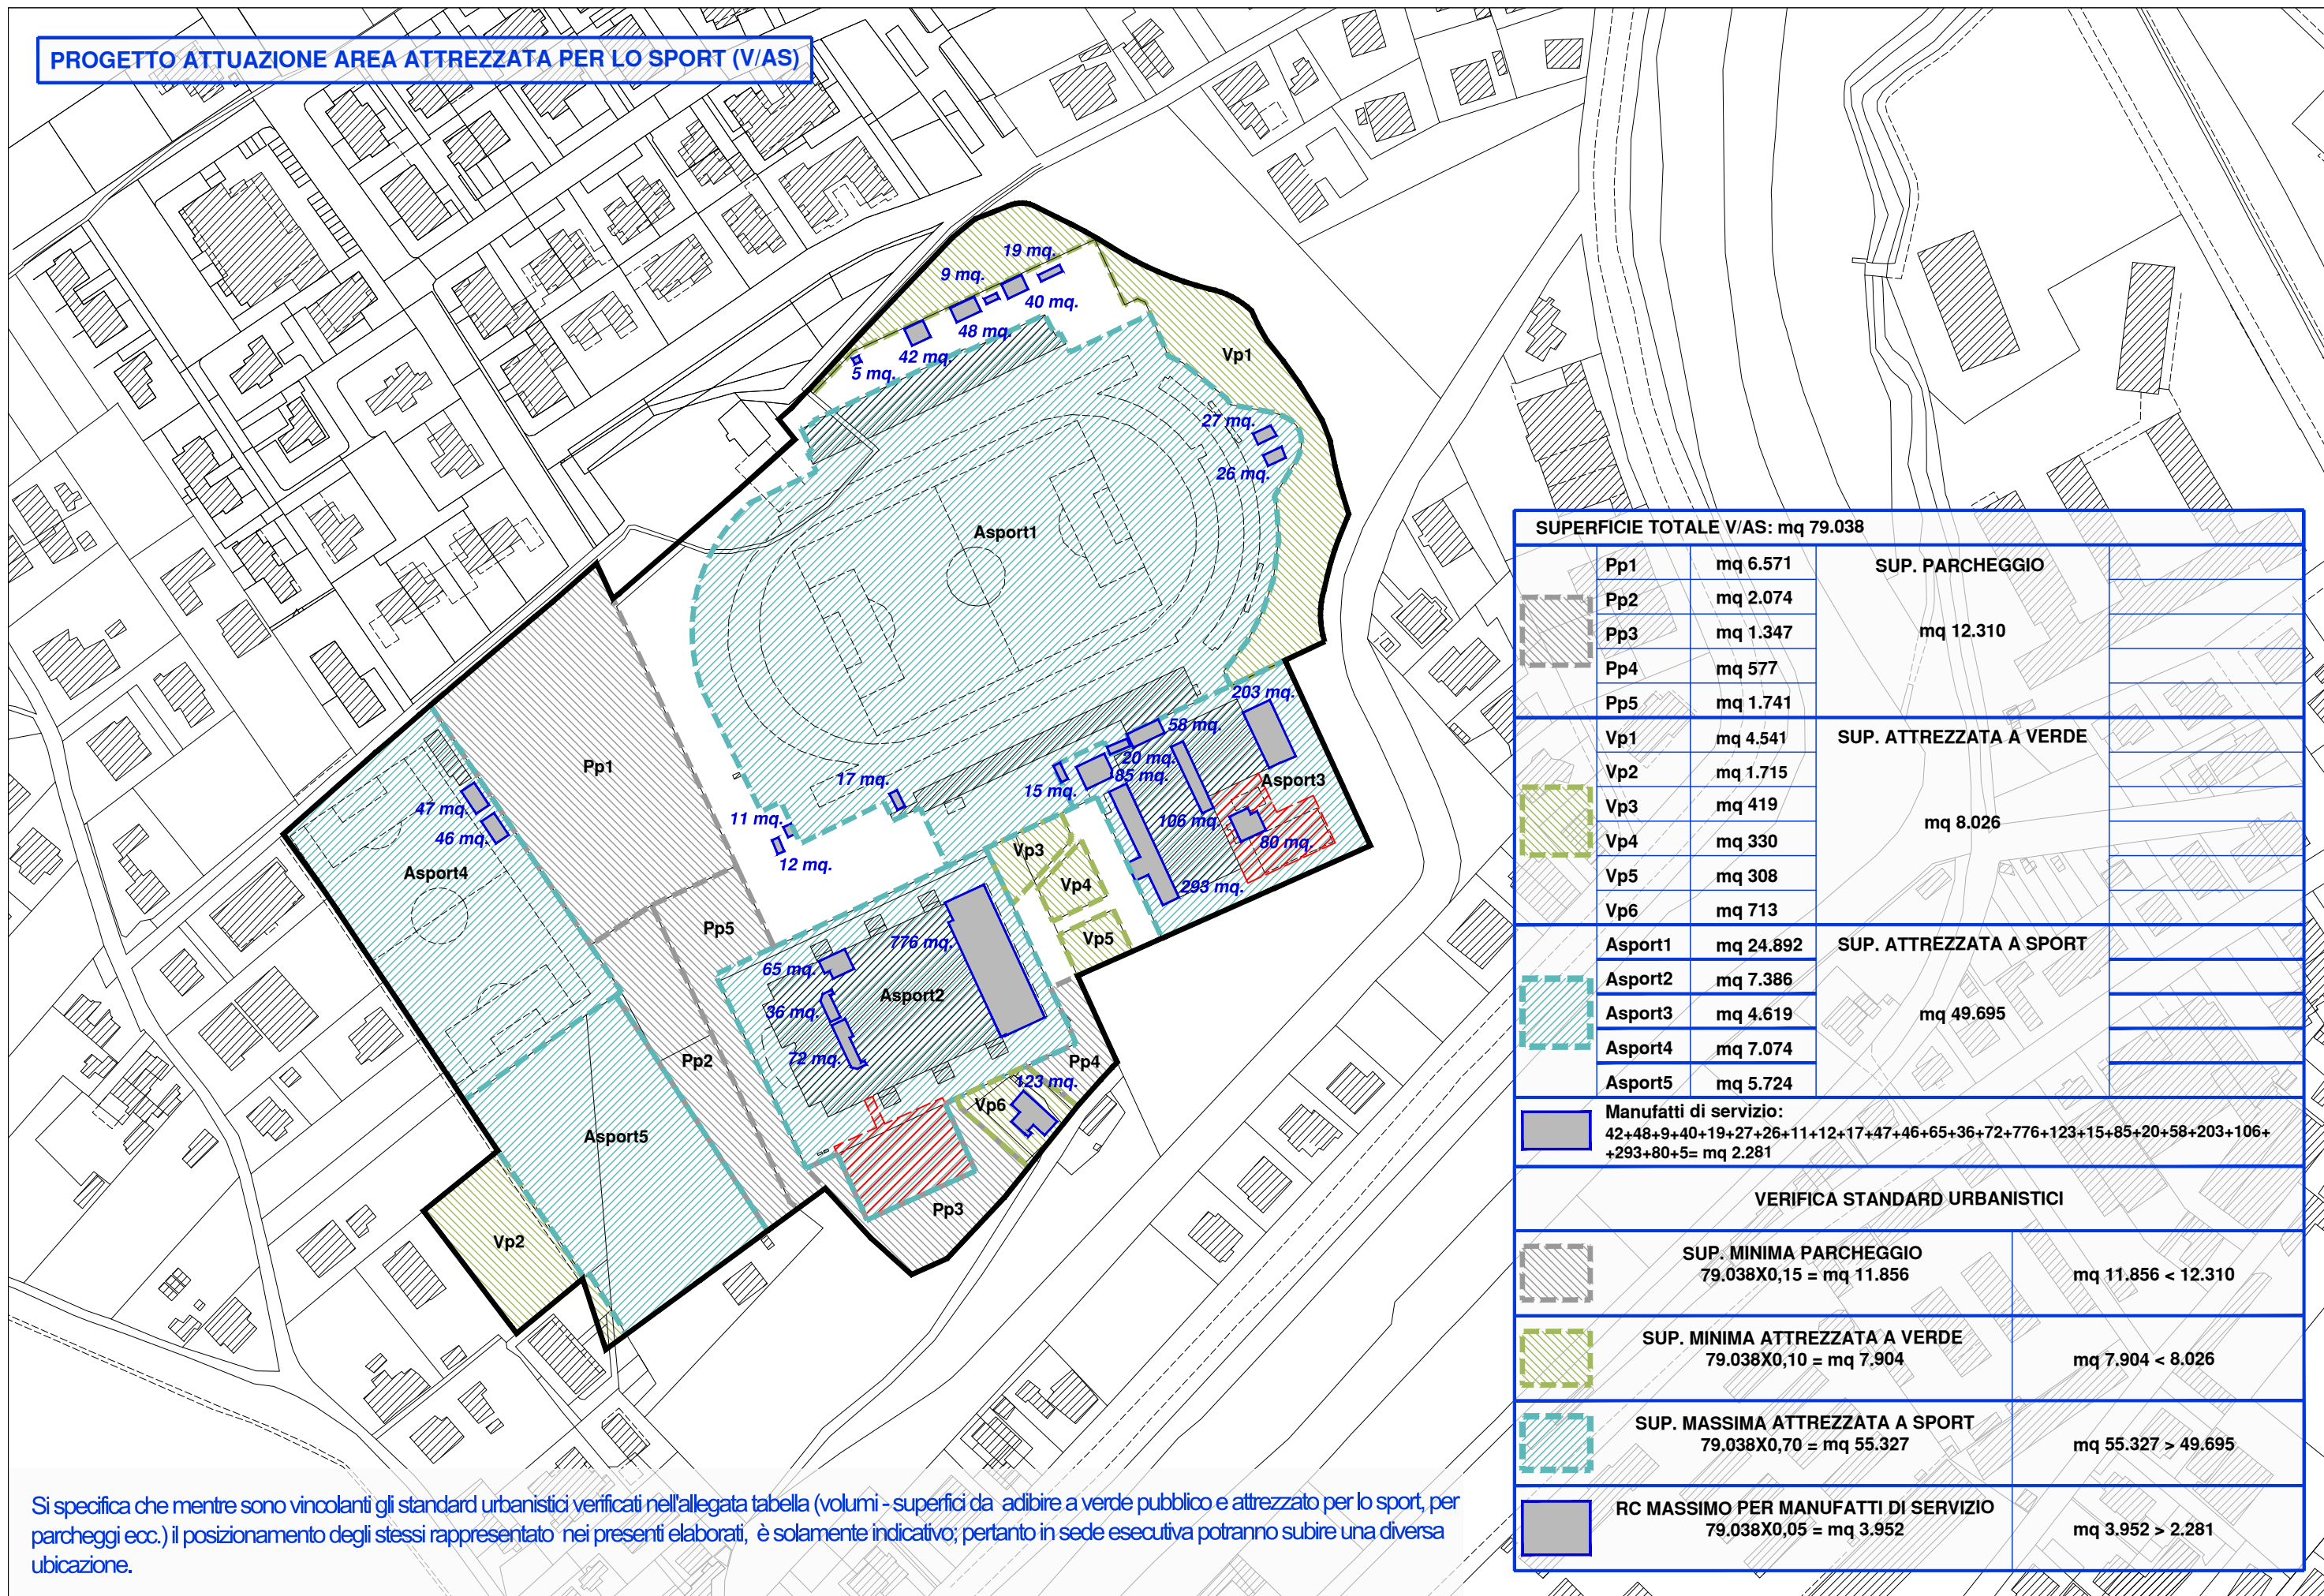 PROGETTO ATTUAZIONE AREA ATTREZZATA PER LO SPORT (V/AS)
19 mq.
9 mq.
40 mq.
48 mq.
42 mq.
5 mq.
Vp1
27 mq.
26 mq.
Asport1
203 mq.
58 mq.
20 mq.
85 mq.
15 mq.
Asport3
17 mq.
11 mq.
12 mq.
106 mq.
80 mq.
293 mq.
Pp1
47 mq.
46 mq.
Asport4
Vp3
Vp4
Vp5
Pp5
776 mq.
65 mq.
Asport2
36 mq.
72 mq.
Pp2
Pp4
123 mq.
Vp6
Asport5
Pp3
Vp2
SUPERFICIE TOTALE V/AS: mq 79.038
Pp1 mq 6.571 SUP. PARCHEGGIO
Pp2 mq 2.074
Pp3 mq 1.347 mq 12.310
Pp4 mq 577
Pp5 mq 1.741
Vp1 mq 4.541 SUP. ATTREZZATA A VERDE
Vp2 mq 1.715
Vp3 mq 419 mq 8.026
Vp4 mq 330
Vp5 mq 308
Vp6 mq 713
Asport1 mq 24.892 SUP. ATTREZZATA A SPORT
Asport2 mq 7.386
Asport3 mq 4.619 mq 49.695
Asport4 mq 7.074
Asport5 mq 5.724
Manufatti di servizio:
42+48+9+40+19+27+26+11+12+17+47+46+65+36+72+776+123+15+85+20+58+203+106+
+293+80+5= mq 2.281
VERIFICA STANDARD URBANISTICI
SUP. MINIMA PARCHEGGIO
79.038X0,15 = mq 11.856 mq 11.856 < 12.310
SUP. MINIMA ATTREZZATA A VERDE
79.038X0,10 = mq 7.904 mq 7.904 < 8.026
SUP. MASSIMA ATTREZZATA A SPORT
79.038X0,70 = mq 55.327 mq 55.327 > 49.695
RC MASSIMO PER MANUFATTI DI SERVIZIO
79.038X0,05 = mq 3.952 mq 3.952 > 2.281
Si specifica che mentre sono vincolanti gli standard urbanistici verificati nell'allegata tabella (volumi - superfici da adibire a verde pubblico e attrezzato per lo sport, per
parcheggi ecc.) il posizionamento degli stessi rappresentato nei presenti elaborati, è solamente indicativo; pertanto in sede esecutiva potranno subire una diversa
ubicazione.